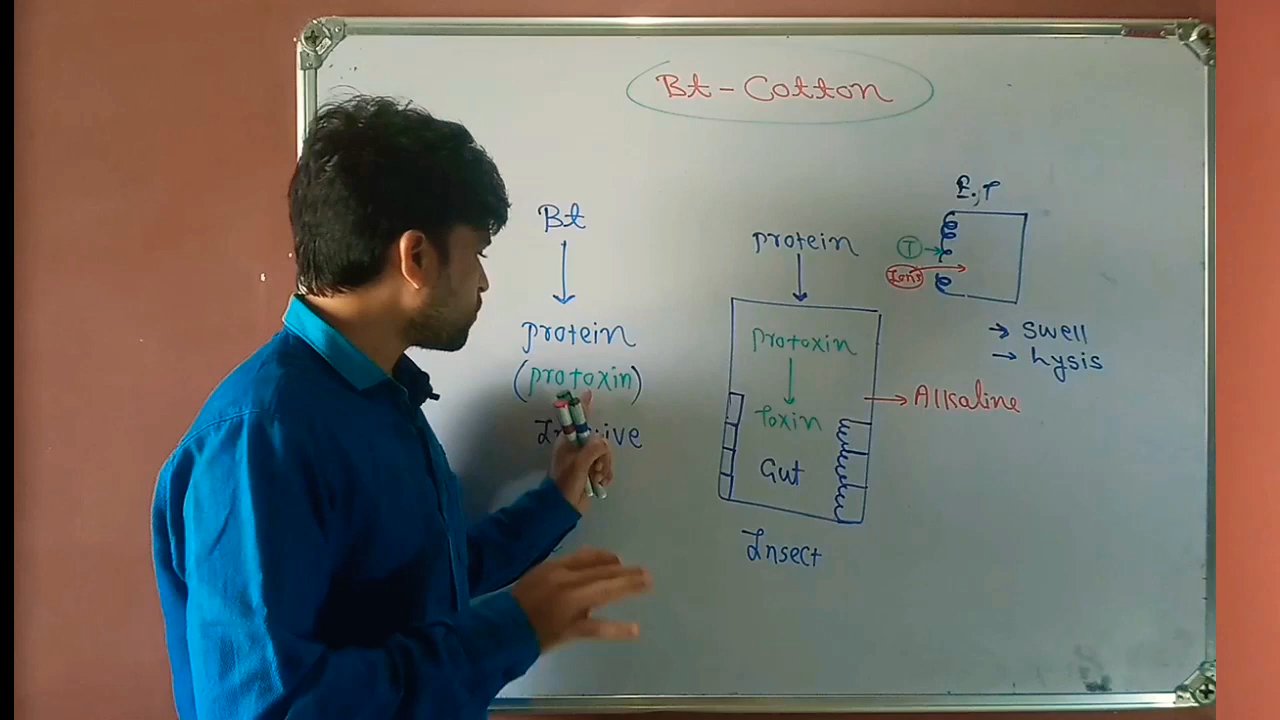 Bt-Cotton
Bt
protein
(protoxin)
protein
protoxin
toxin
Gut
Insect
Alkaline
T
Ions
→ Swell
→ Lysis